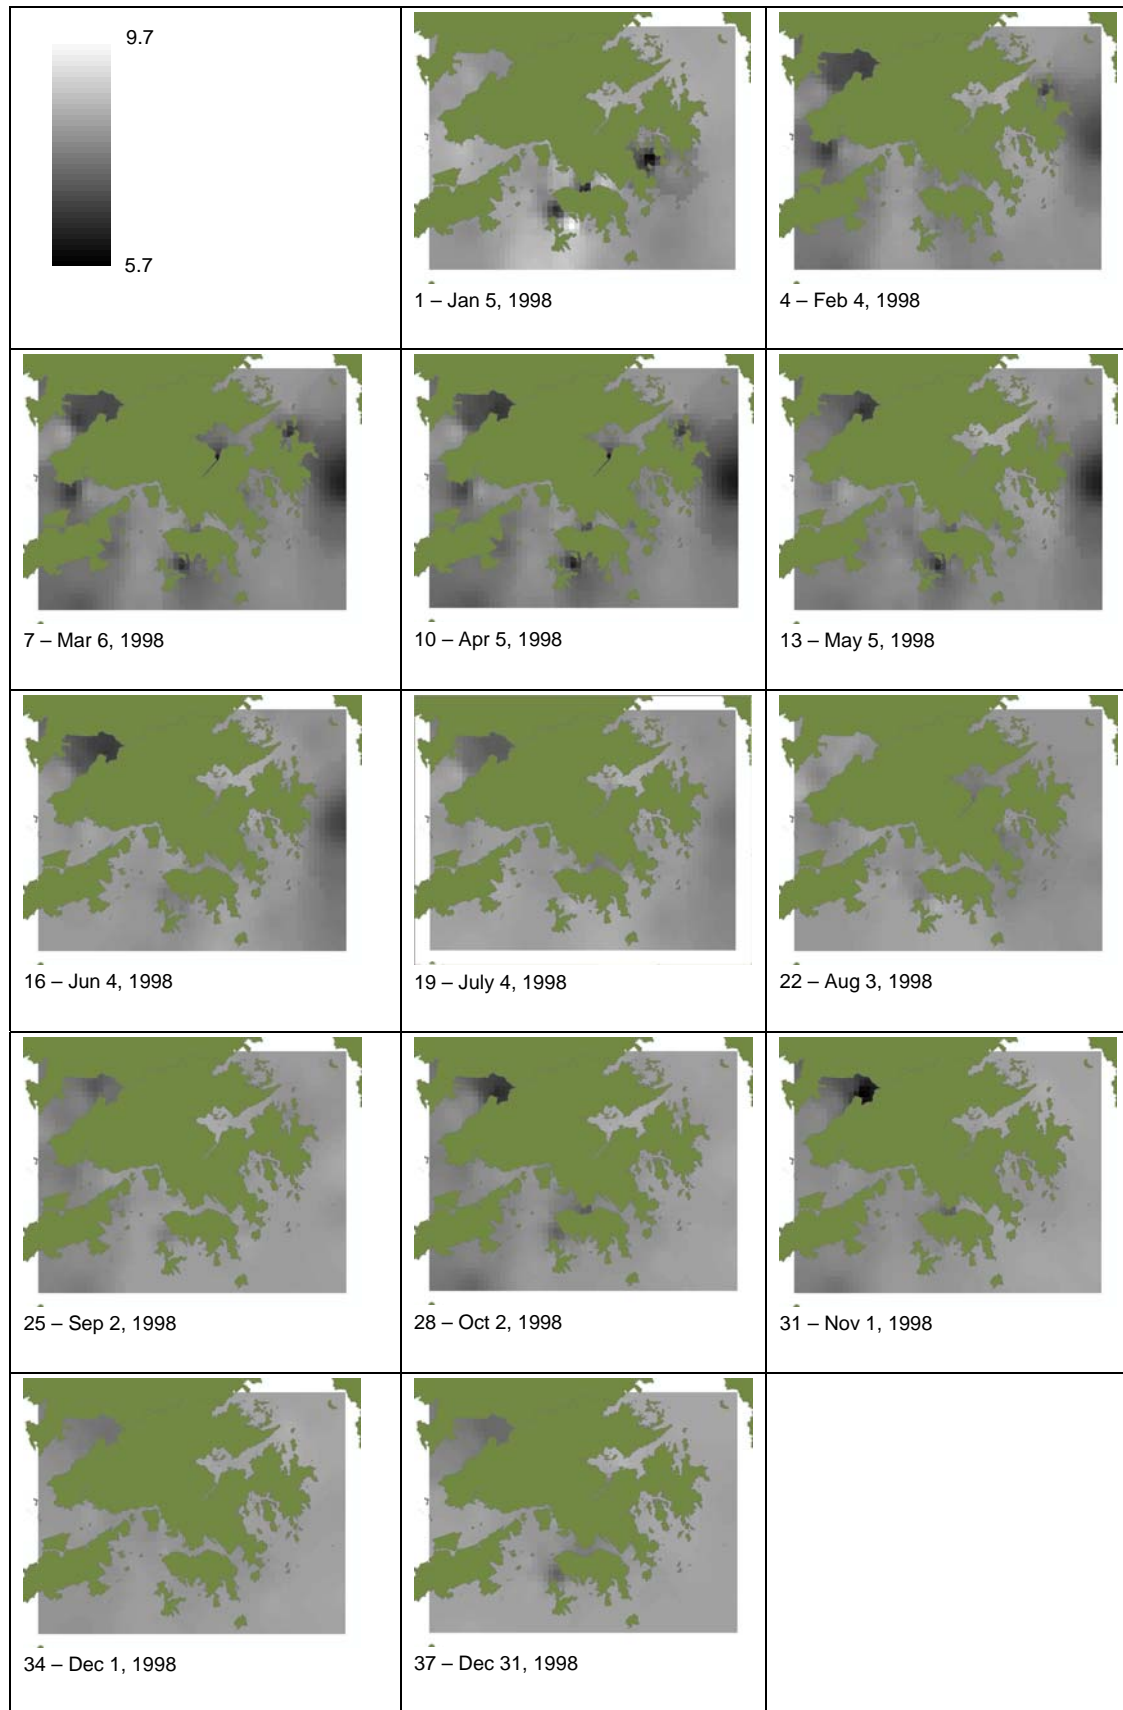 9.7
5.7
1 – Jan 5, 1998
4 – Feb 4, 1998
7 – Mar 6, 1998
10 – Apr 5, 1998
13 – May 5, 1998
16 – Jun 4, 1998
19 – July 4, 1998
22 – Aug 3, 1998
25 – Sep 2, 1998
28 – Oct 2, 1998
31 – Nov 1, 1998
34 – Dec 1, 1998
37 – Dec 31, 1998